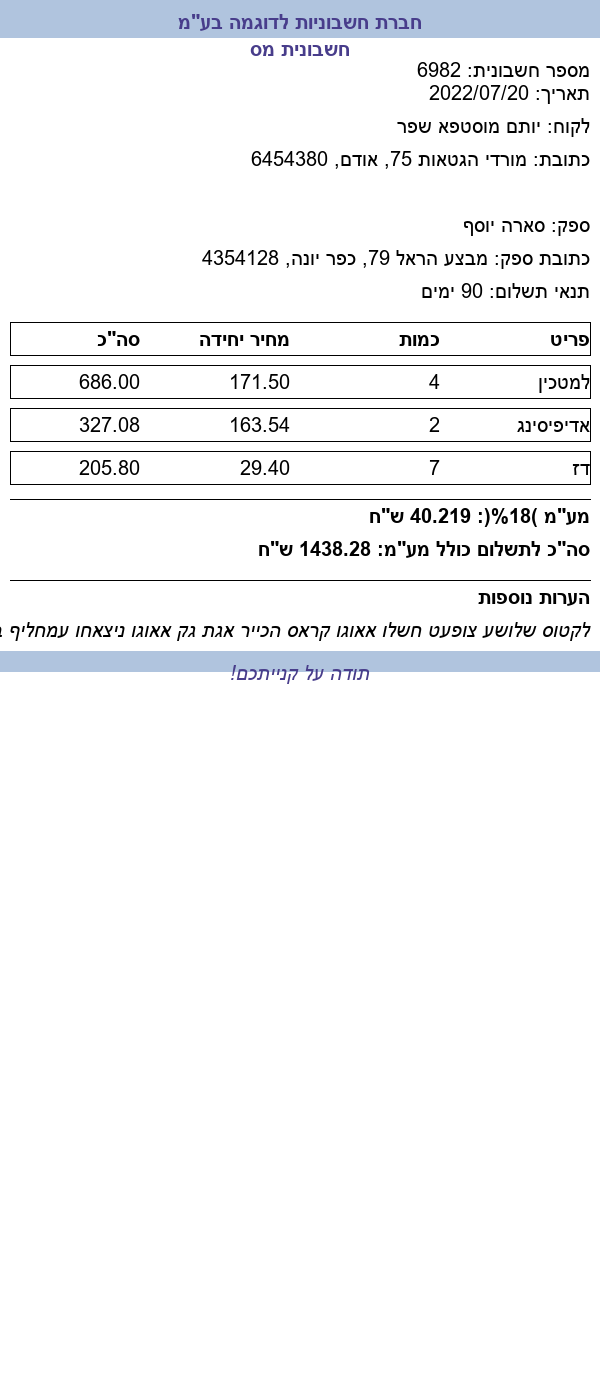 חברת חשבוניות לדוגמה בע"מ
חשבונית מס
מספר חשבונית: 6982
תאריך: 2022/07/20
לקוח: יותם מוסטפא שפר
כתובת: מורדי הגטאות 75, אודם, 6454380
ספק: סארה יוסף
כתובת ספק: מבצע הראל 79, כפר יונה, 4354128
תנאי תשלום: 90 ימים
פריט כמות מחיר יחידה סה"כ
למטכין 4 171.50 686.00
אדיפיסינג 2 163.54 327.08
דז 7 29.40 205.80
מע"מ )18%(: 40.219 ש"ח
סה"כ לתשלום כולל מע"מ: 1438.28 ש"ח
הערות נוספות
לקטוס שלושע צופעט חשלו אאוגו קראס הכייר אגת גק אאוגו ניצאחו עמחליף
תודה על קנייתכם!